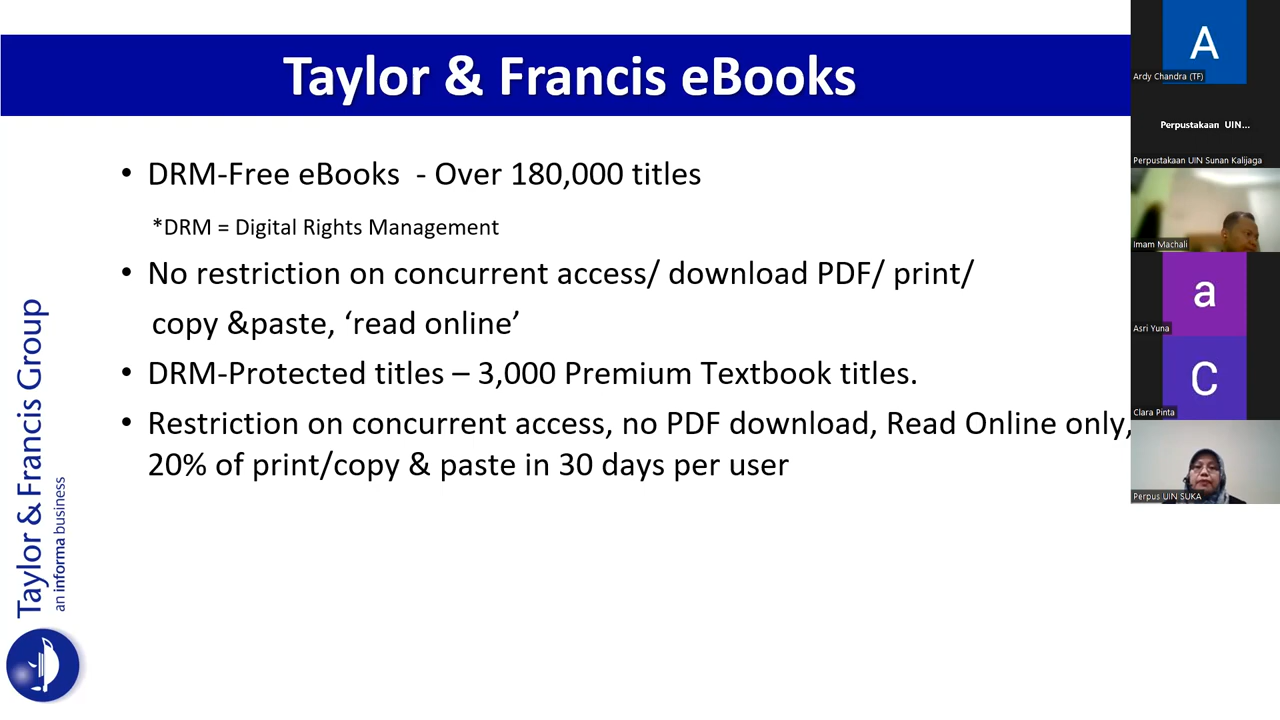 Taylor & Francis eBooks
• DRM-Free eBooks - Over 180,000 titles
*DRM = Digital Rights Management
• No restriction on concurrent access/ download PDF/ print/
copy &paste, ‘read online’
• DRM-Protected titles – 3,000 Premium Textbook titles.
• Restriction on concurrent access, no PDF download, Read Online only,
20% of print/copy & paste in 30 days per user
Taylor & Francis Group
an informa business
A
Ardy Chandra (TF)
Perpustakaan UIN...
Perpustakaan UIN Sunan Kalijaga
Imam Machali
a
Asri Yuna
C
Clara Pinta
Perpus UIN SUKA